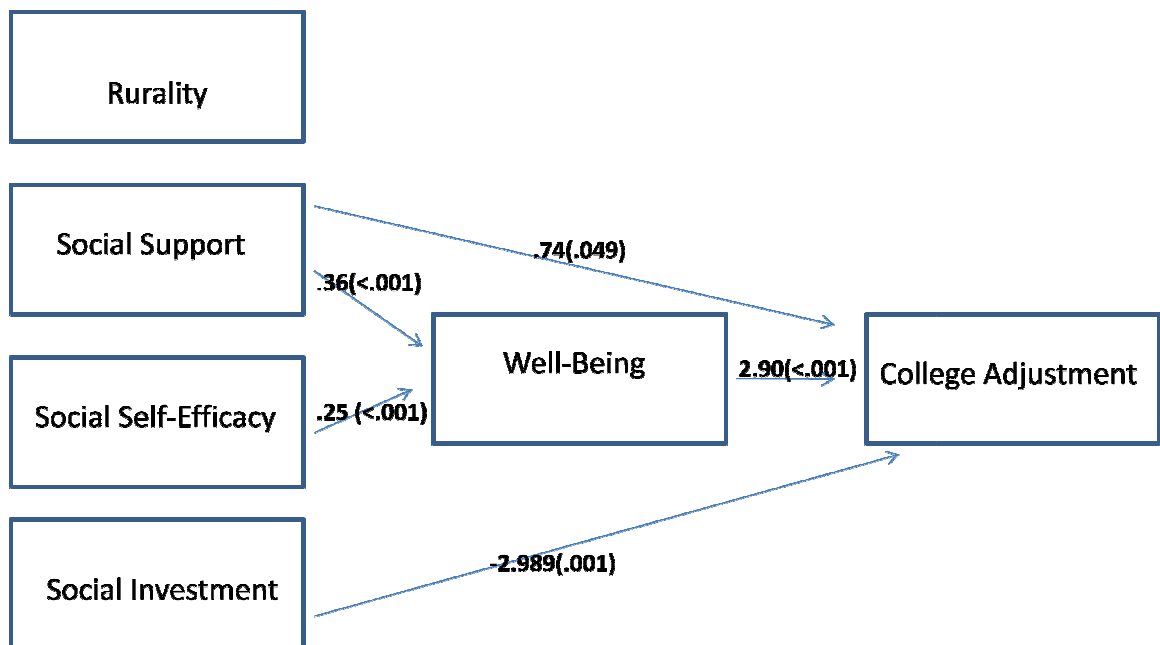 Rurality
Social Support
.74(.049)
.36(<.001)
Well-Being
2.90(<.001)
College Adjustment
Social Self-Efficacy
.25 (<.001)
-2.989(.001)
Social Investment